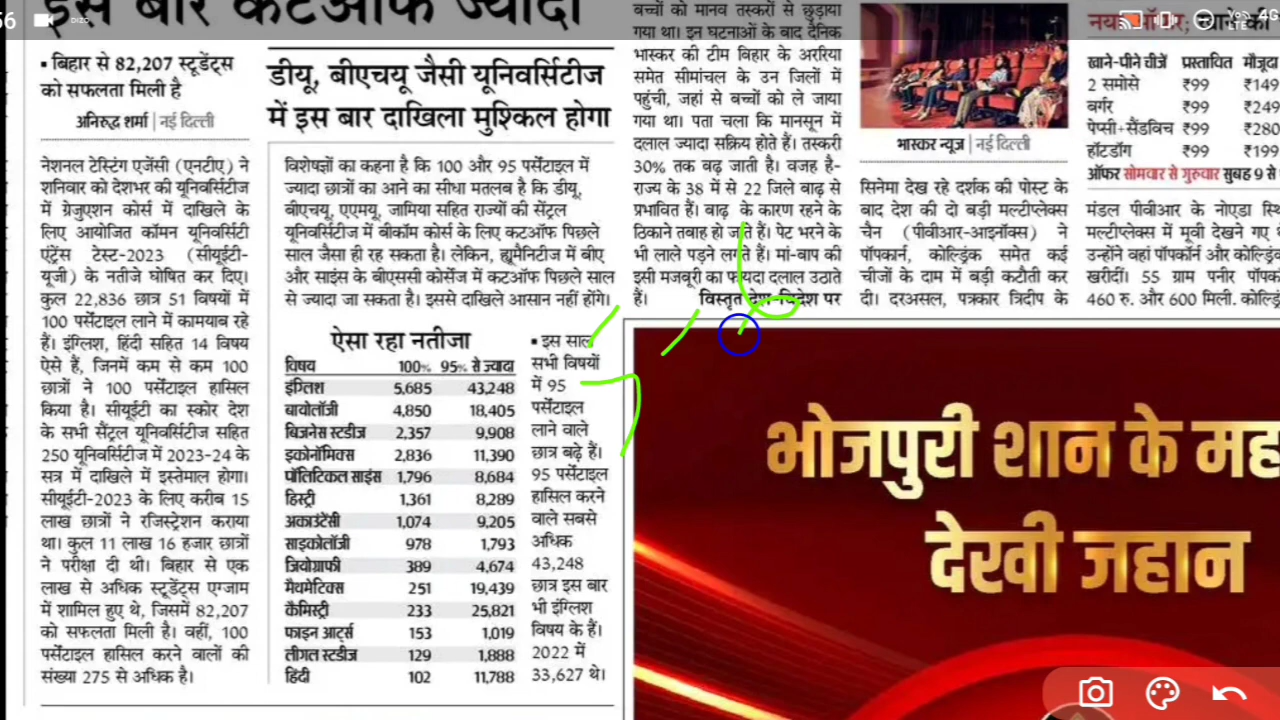 इस बार कटऑफ ज्यादा
▪ बिहार से 82,207 स्टूडेंट्स
को सफलता मिली है
अनिरुद्ध शर्मा | नई दिल्ली
नेशनल टेस्टिंग एजेंसी (एनटीए) ने
शनिवार को देशभर की यूनिवर्सिटीज
में ग्रेजुएशन कोर्स में दाखिले के
लिए आयोजित कॉमन यूनिवर्सिटी
एंट्रेंस टेस्ट-2023 (सीयूईटी-
यूजी) के नतीजे घोषित कर दिए।
कुल 22,836 छात्र 51 विषयों में
100 पर्सेंटाइल लाने में कामयाब रहे
हैं। इंग्लिश, हिंदी सहित 14 विषय
ऐसे हैं, जिनमें कम से कम 100
छात्रों ने 100 पर्सेंटाइल हासिल
किया है। सीयूईटी का स्कोर देश
के सभी सैंट्रल यूनिवर्सिटीज सहित
250 यूनिवर्सिटीज में 2023-24 के
सत्र में दाखिले में इस्तेमाल होगा।
सीयूईटी-2023 के लिए करीब 15
लाख छात्रों ने रजिस्ट्रेशन कराया
था। कुल 11 लाख 16 हजार छात्रों
ने परीक्षा दी थी। बिहार से एक
लाख से अधिक स्टूडेंट्स एग्जाम
में शामिल हुए थे, जिसमें 82,207
को सफलता मिली है। वहीं, 100
पर्सेंटाइल हासिल करने वालों की
संख्या 275 से अधिक है।
डीयू, बीएचयू जैसी यूनिवर्सिटीज
में इस बार दाखिला मुश्किल होगा
विशेषज्ञों का कहना है कि 100 और 95 पर्सेंटाइल में
ज्यादा छात्रों का आने का सीधा मतलब है कि डीयू,
बीएचयू, एएमयू, जामिया सहित राज्यों की सेंट्रल
यूनिवर्सिटीज में बीकॉम कोर्स के लिए कटऑफ पिछले
साल जैसा ही रह सकता है। लेकिन, ह्यूमैनिटीज में बीए
और साइंस के बीएससी कोर्सेज में कटऑफ पिछले साल
से ज्यादा जा सकता है। इससे दाखिले आसान नहीं होंगे।
ऐसा रहा नतीजा
विषय 100% 95% से ज्यादा
इंग्लिश 5,685 43,248
बायोलॉजी 4,850 18,405
बिजनेस स्टडीज 2,357 9,908
इकोनॉमिक्स 2,836 11,390
पॉलिटिकल साइंस 1,796 8,684
हिस्ट्री 1,361 8,289
अकाउंटेंसी 1,074 9,205
साइकोलॉजी 978 1,793
जियोग्राफी 389 4,674
मैथमेटिक्स 251 19,439
कैमिस्ट्री 233 25,821
फाइन आर्ट्स 153 1,019
लीगल स्टडीज 129 1,888
हिंदी 102 11,788
▪ इस साल
सभी विषयों
में 95
पर्सेंटाइल
लाने वाले
छात्र बढ़े हैं।
95 पर्सेंटाइल
हासिल करने
वाले सबसे
अधिक
43,248
छात्र इस बार
भी इंग्लिश
विषय के हैं।
2022 में
33,627 थे।
बच्चों को मानव तस्करों से छुड़ाया
गया था। इन घटनाओं के बाद दैनिक
भास्कर की टीम बिहार के अररिया
समेत सीमांचल के उन जिलों में
पहुंची, जहां से बच्चों को ले जाया
गया था। पता चला कि मानसून में
दलाल ज्यादा सक्रिय होते हैं। तस्करी
30% तक बढ़ जाती है। वजह है-
राज्य के 38 में से 22 जिले बाढ़ से
प्रभावित हैं। बाढ़ के कारण रहने के
ठिकाने तबाह हो जाते हैं। पेट भरने के
भी लाले पड़ने लगते हैं। मां-बाप की
इसी मजबूरी का फायदा दलाल उठाते
हैं। विस्तृत देश-विदेश पर
भास्कर न्यूज | नई दिल्ली
सिनेमा देख रहे दर्शक की पोस्ट के
बाद देश की दो बड़ी मल्टीप्लेक्स
चैन (पीवीआर-आइनॉक्स) ने
पॉपकार्न, कोल्ड्रिंक समेत कई
चीजों के दाम में बड़ी कटौती कर
दी। दरअसल, पत्रकार त्रिदीप के
खाने-पीने चीजें प्रस्तावित मौजूदा
2 समोसे ₹99 ₹149
बर्गर ₹99 ₹249
पेप्सी+सैंडविच ₹99 ₹280
हॉटडॉग ₹99 ₹199
ऑफर सोमवार से गुरुवार सुबह 9 से
मंडल पीवीआर के नोएडा स्थि
मल्टीप्लेक्स में मूवी देखने गए थ
उन्होंने वहां पॉपकॉर्न और कोल्ड्रिंक
खरीदीं। 55 ग्राम पनीर पॉपक
460 रु. और 600 मिली. कोल्ड्रि
भोजपुरी शान के मह
देखी जहान